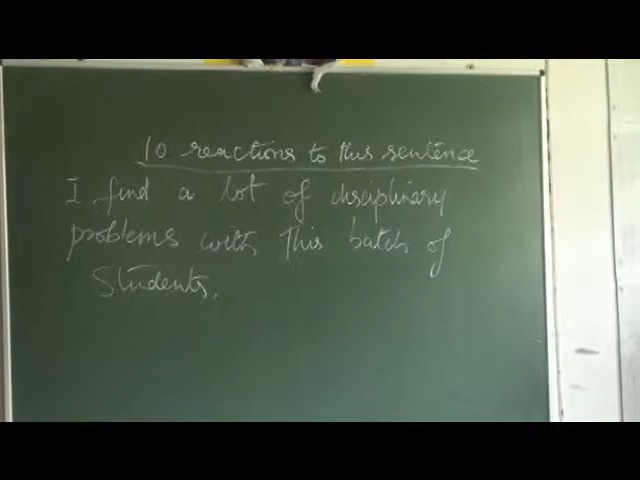 10 reactions to this sentence
I find a lot of disciplinary
problems with this batch of
Students.